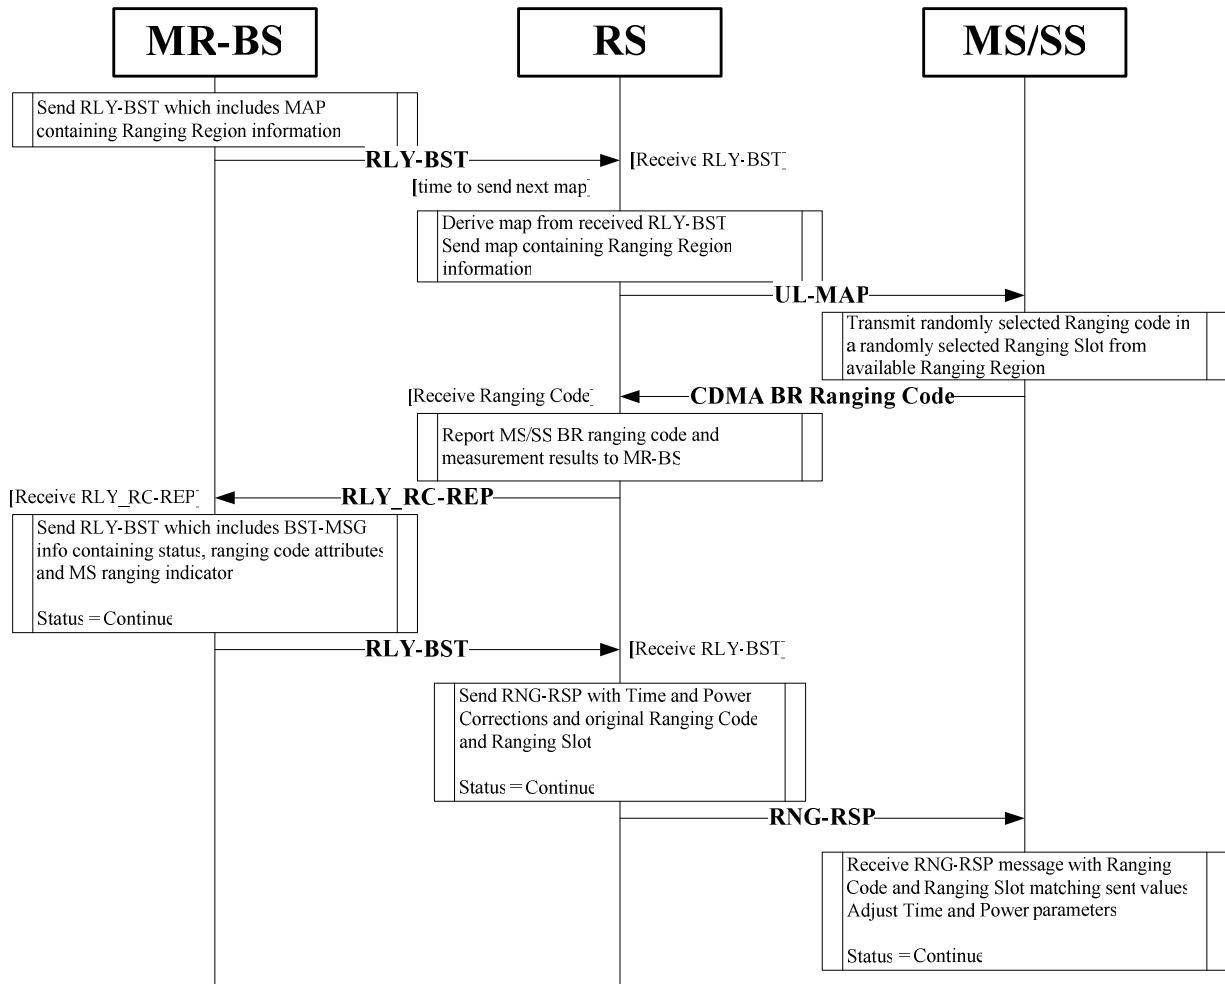 MR-BS
RS
MS/SS
Send RLY-BST which includes MAP
containing Ranging Region information
RLY-BST
[Receive RLY-BST]
[time to send next map]
Derive map from received RLY-BST
Send map containing Ranging Region
information
UL-MAP
Transmit randomly selected Ranging code in
a randomly selected Ranging Slot from
available Ranging Region
[Receive Ranging Code]
CDMA BR Ranging Code
Report MS/SS BR ranging code and
measurement results to MR-BS
[Receive RLY_RC-REP]
RLY_RC-REP
Send RLY-BST which includes BST-MSG
info containing status, ranging code attributes
and MS ranging indicator
Status = Continue
RLY-BST
[Receive RLY-BST]
Send RNG-RSP with Time and Power
Corrections and original Ranging Code
and Ranging Slot
Status = Continue
RNG-RSP
Receive RNG-RSP message with Ranging
Code and Ranging Slot matching sent values
Adjust Time and Power parameters
Status = Continue